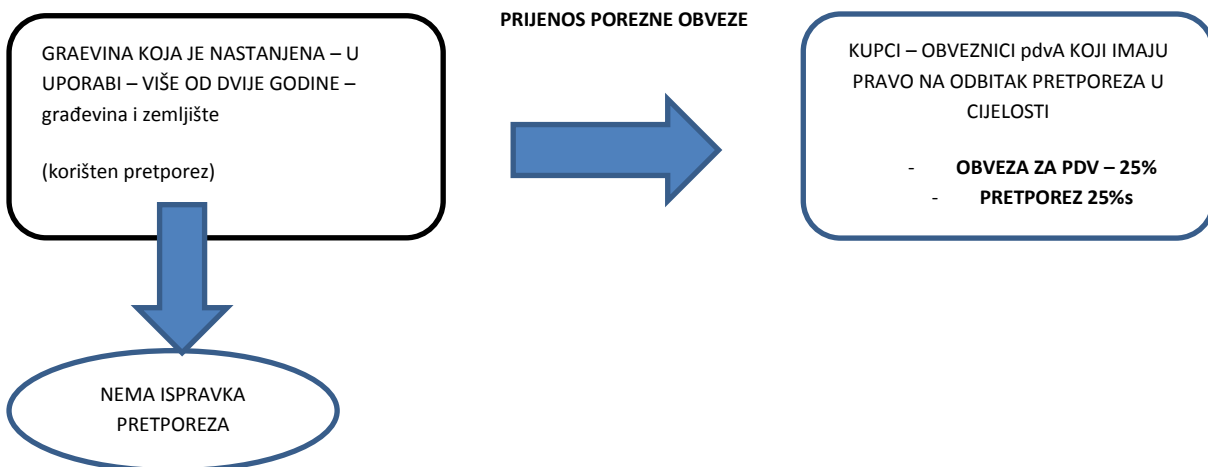 PRIJENOS POREZNE OBVEZE
GRAEVINA KOJA JE NASTANJENA – U
UPORABI – VIŠE OD DVIJE GODINE –
građevina i zemljište
(korišten pretporez)
KUPCI – OBVEZNICI pdvA KOJI IMAJU
PRAVO NA ODBITAK PRETPOREZA U
CIJELOSTI
- OBVEZA ZA PDV – 25%
- PRETPOREZ 25%s
NEMA ISPRAVKA
PRETPOREZA